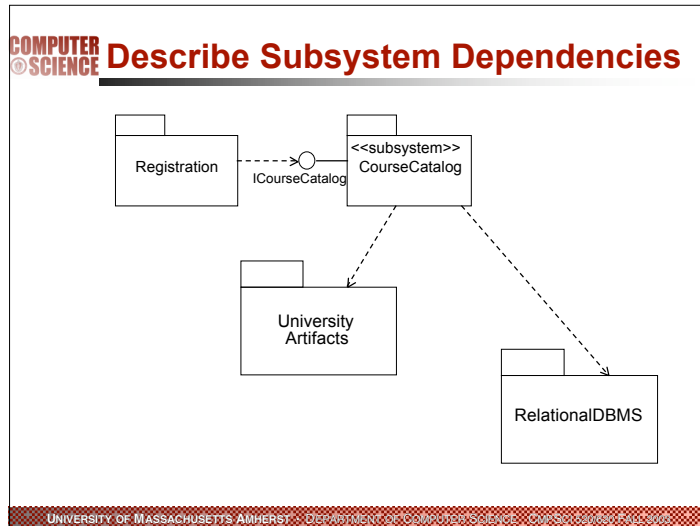 COMPUTER
SCIENCE
Describe Subsystem Dependencies
Registration
ICourseCatalog
<<subsystem>>
CourseCatalog
University
Artifacts
RelationalDBMS
UNIVERSITY OF MASSACHUSETTS AMHERST • DEPARTMENT OF COMPUTER SCIENCE